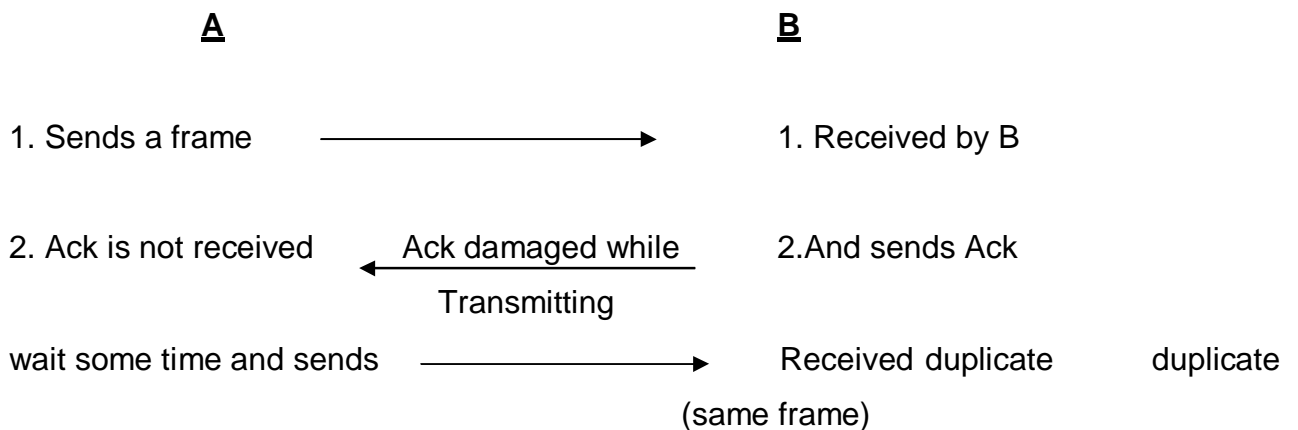 A B
1. Sends a frame 1. Received by B
2. Ack is not received Ack damaged while 2.And sends Ack
Transmitting
wait some time and sends Received duplicate duplicate
(same frame)